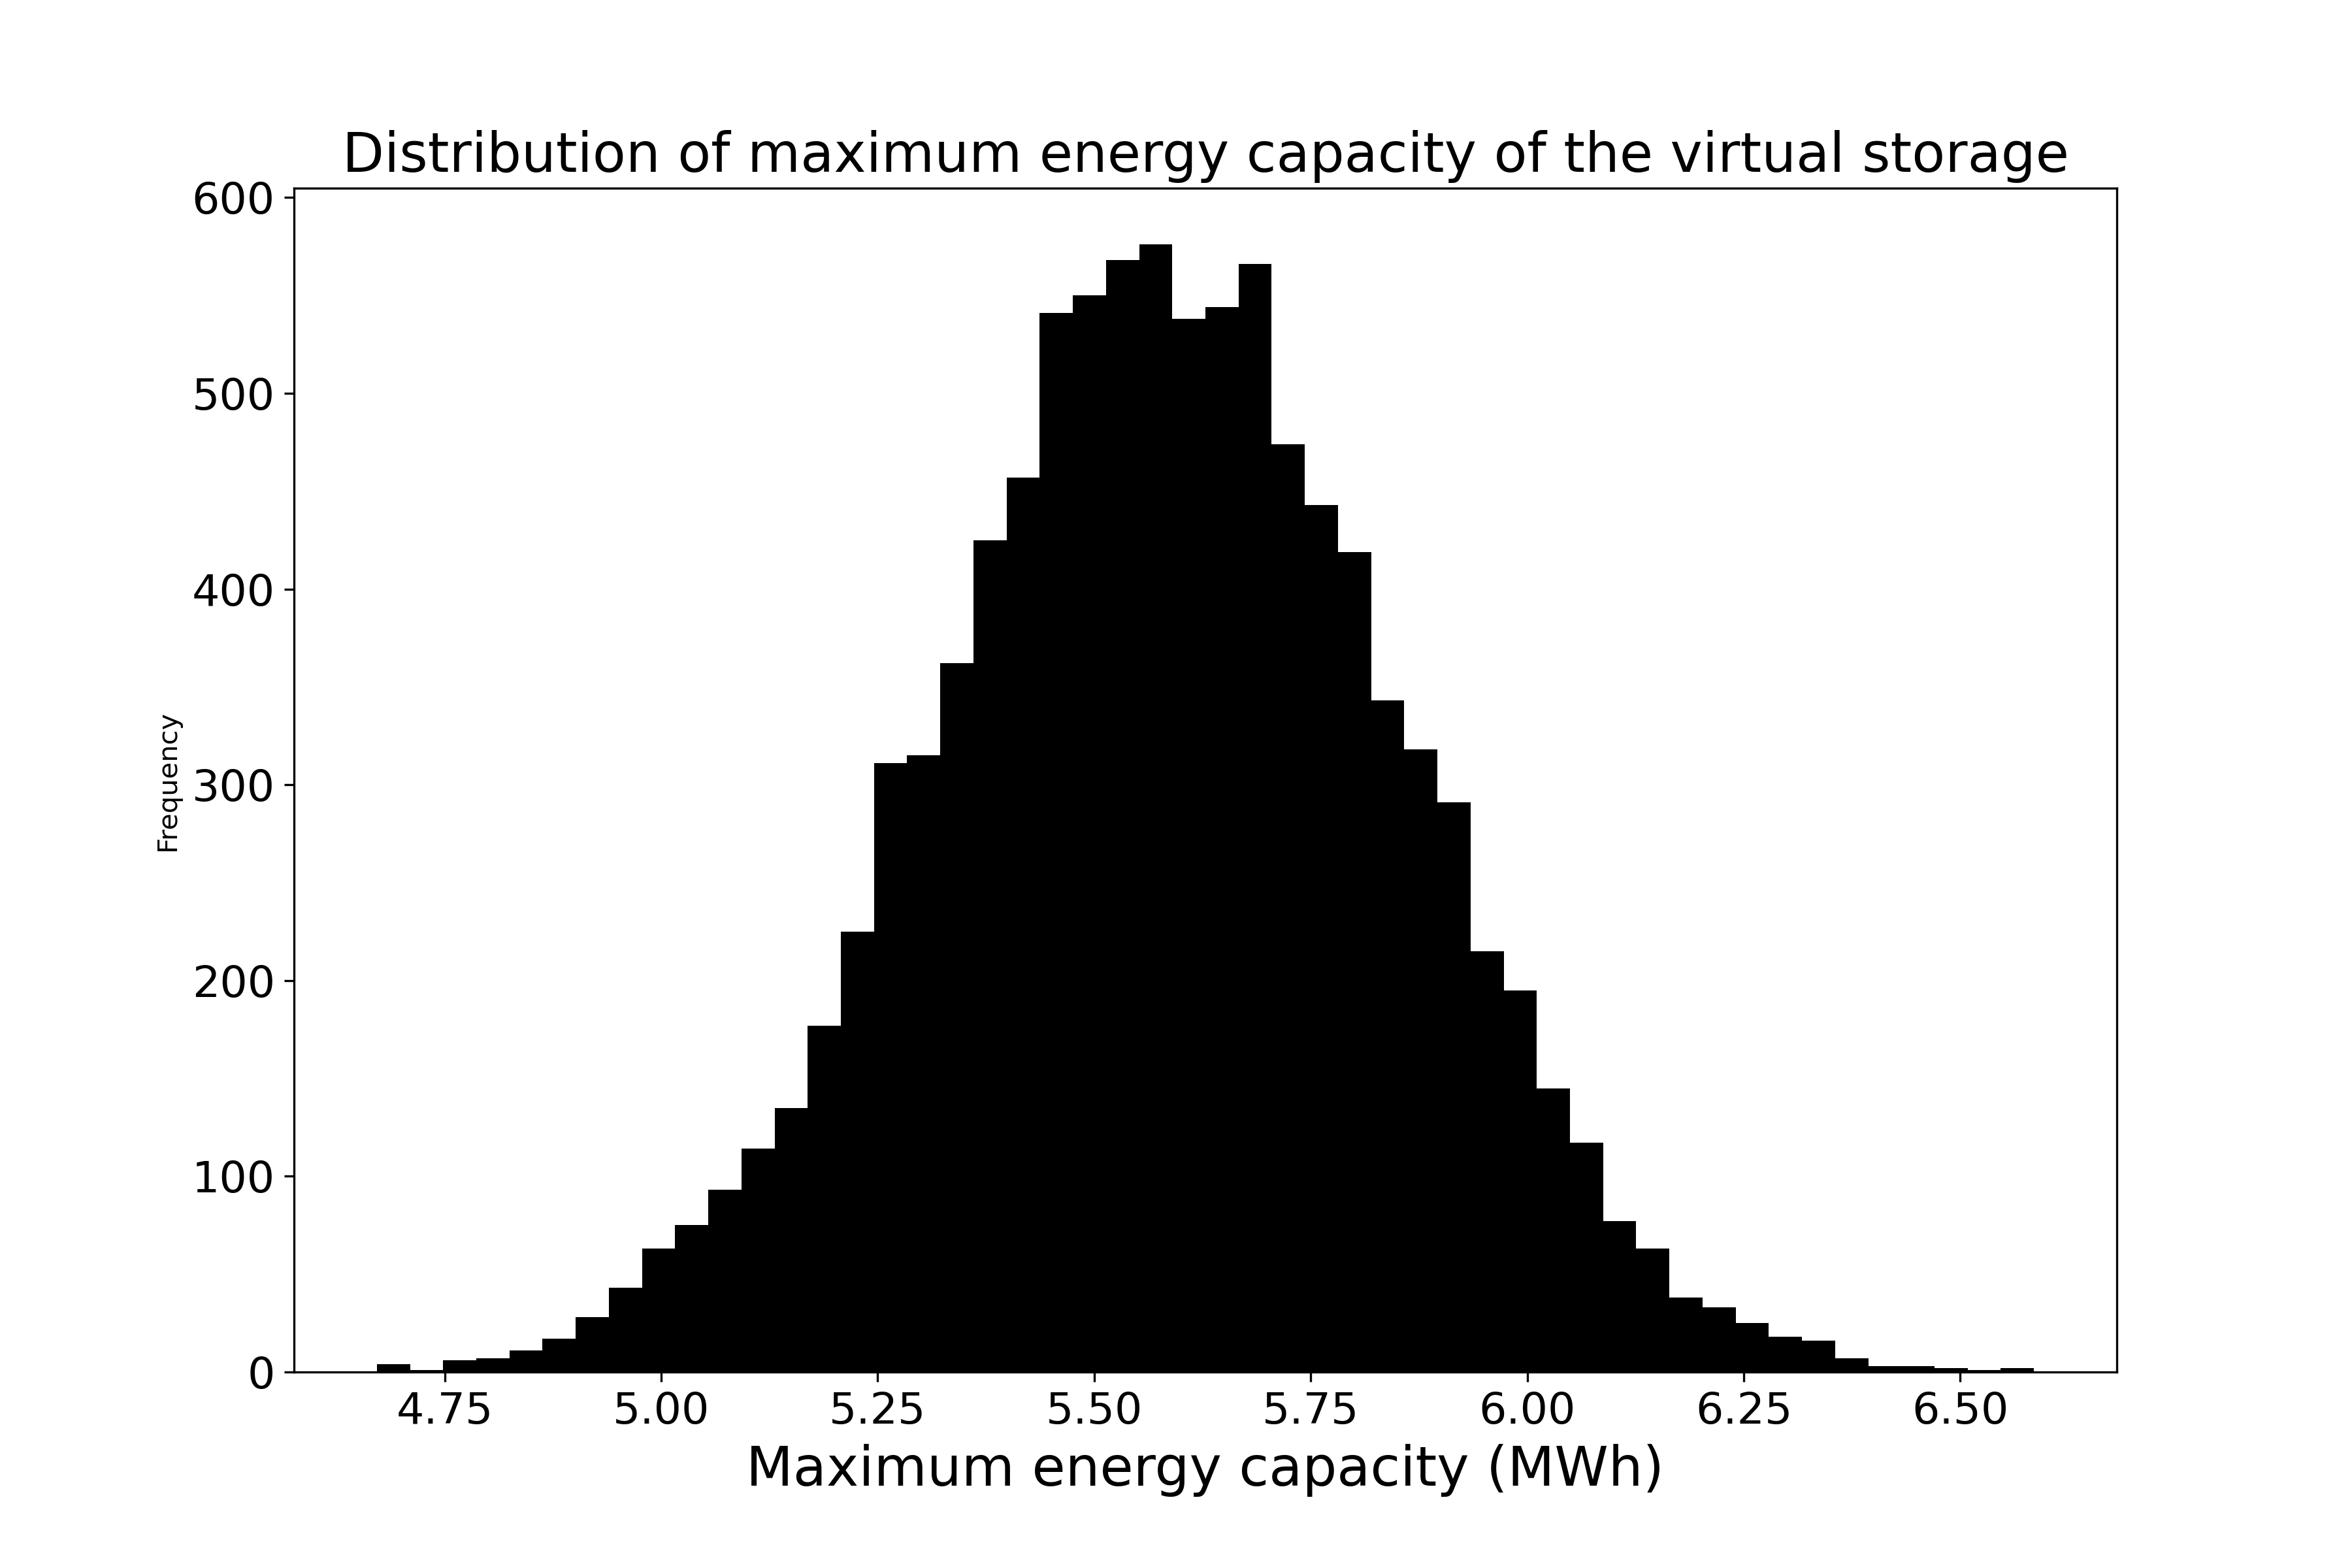 Distribution of maximum energy capacity of the virtual storage
600
500
400
300
200
100
0
Frequency
4.75 5.00 5.25 5.50 5.75 6.00 6.25 6.50
Maximum energy capacity (MWh)